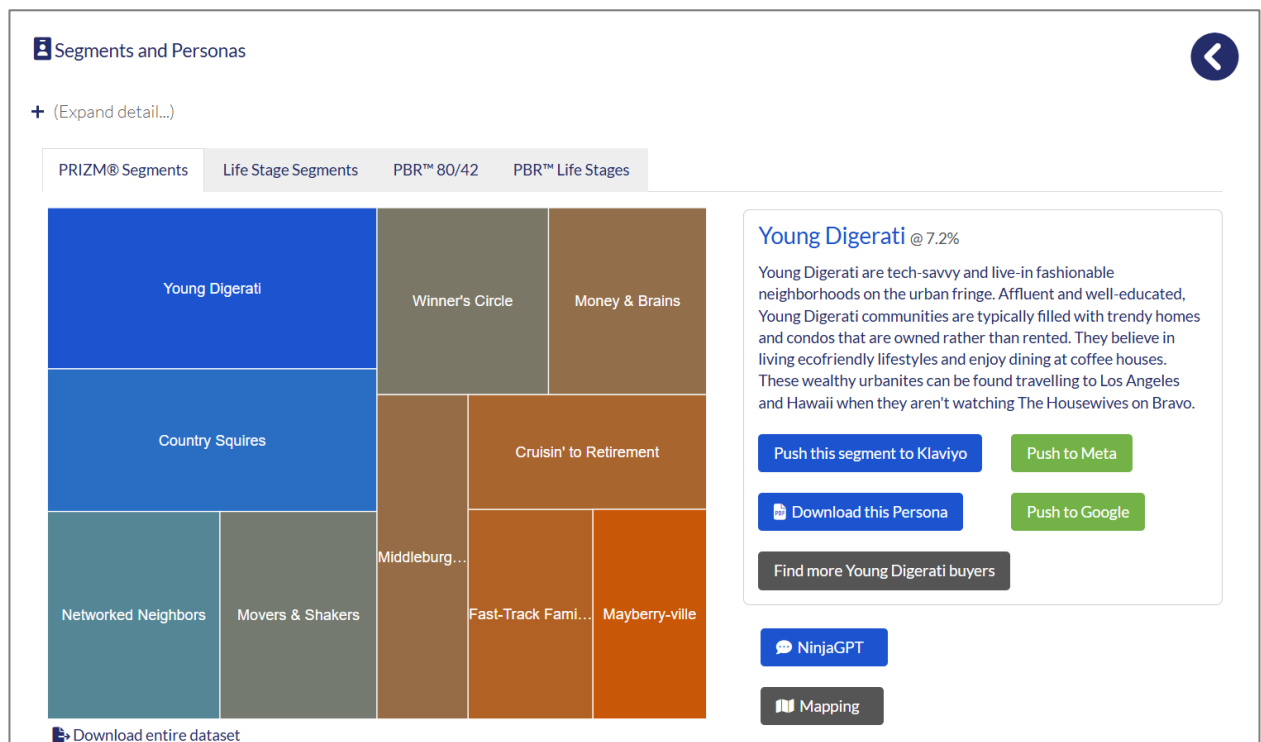 Segments and Personas
+ (Expand detail...)
PRIZM® Segments
Life Stage Segments
PBR™ 80/42
PBR™ Life Stages
Young Digerati
Winner's Circle
Money & Brains
Country Squires
Cruisin' to Retirement
Middleburg...
Networked Neighbors
Movers & Shakers
Fast-Track Fami...
Mayberry-ville
Download entire dataset
Young Digerati @ 7.2%
Young Digerati are tech-savvy and live-in fashionable
neighborhoods on the urban fringe. Affluent and well-educated,
Young Digerati communities are typically filled with trendy homes
and condos that are owned rather than rented. They believe in
living ecofriendly lifestyles and enjoy dining at coffee houses.
These wealthy urbanites can be found travelling to Los Angeles
and Hawaii when they aren't watching The Housewives on Bravo.
Push this segment to Klaviyo
Push to Meta
PDF
Download this Persona
Push to Google
Find more Young Digerati buyers
NinjaGPT
Mapping